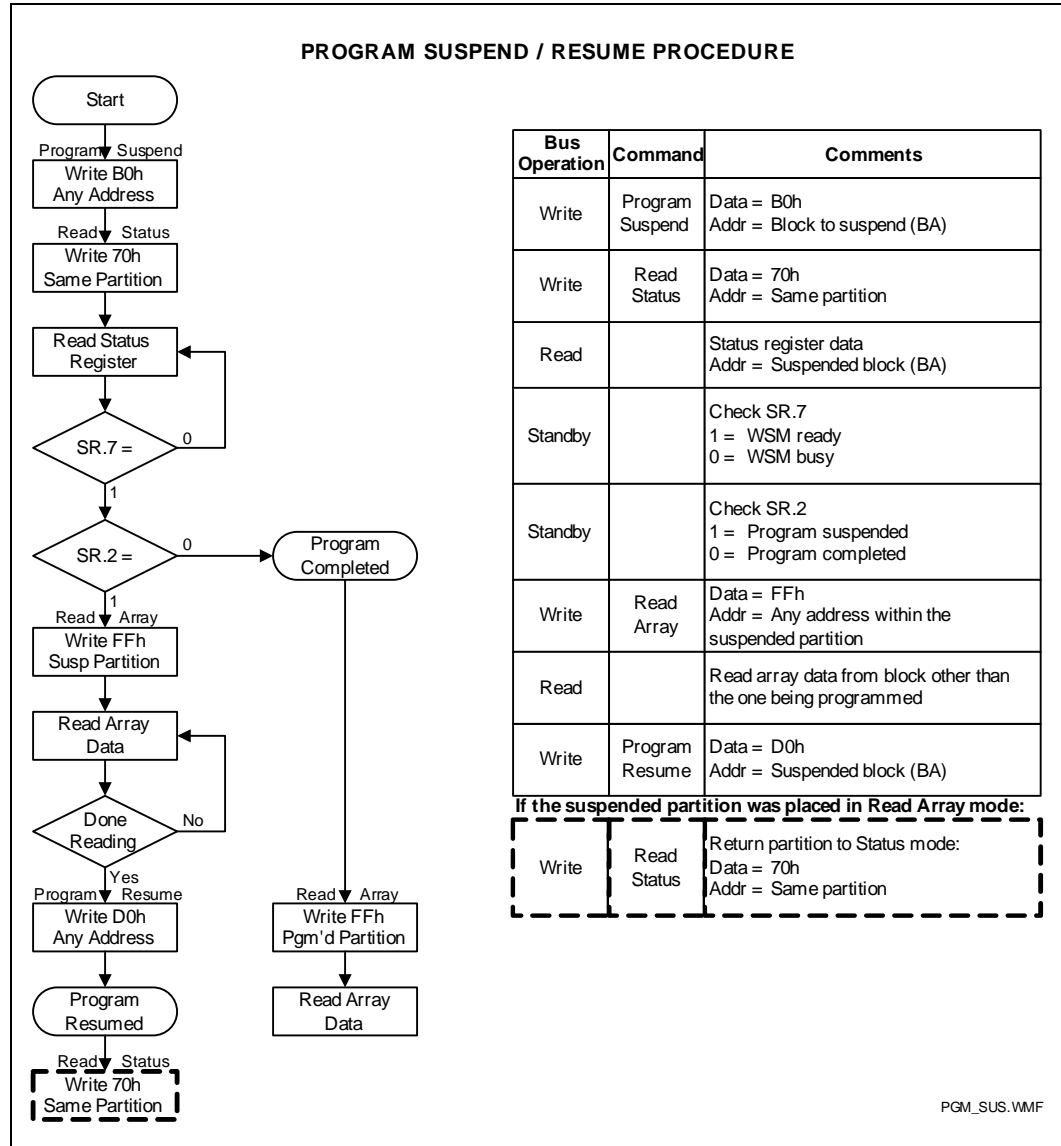 PROGRAM SUSPEND / RESUME PROCEDURE
Start
Program Suspend
Write B0h
Any Address
Read Status
Write 70h
Same Partition
Read Status
Register
SR.7 =
0
1
SR.2 =
0
Program
Completed
1
Read Array
Write FFh
Susp Partition
Read Array
Data
Done
Reading
No
Yes
Program Resume
Write D0h
Any Address
Program
Resumed
Read Status
Write 70h
Same Partition
Read Array
Write FFh
Pgm'd Partition
Read Array
Data
Bus
Operation
Command
Comments
Write
Program
Suspend
Data = B0h
Addr = Block to suspend (BA)
Write
Read
Status
Data = 70h
Addr = Same partition
Read
Status register data
Addr = Suspended block (BA)
Standby
Check SR.7
1 = WSM ready
0 = WSM busy
Standby
Check SR.2
1 = Program suspended
0 = Program completed
Write
Read
Array
Data = FFh
Addr = Any address within the
suspended partition
Read
Read array data from block other than
the one being programmed
Write
Program
Resume
Data = D0h
Addr = Suspended block (BA)
If the suspended partition was placed in Read Array mode:
Write
Read
Status
Return partition to Status mode:
Data = 70h
Addr = Same partition
PGM_SUS.WMF